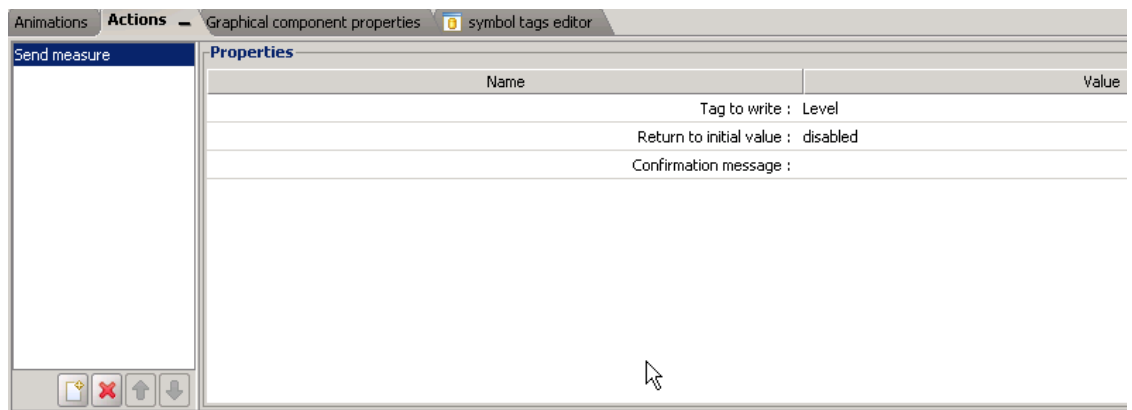 Animations Actions Graphical component properties symbol tags editor
Send measure
Properties
Name Value
Tag to write : Level
Return to initial value : disabled
Confirmation message :